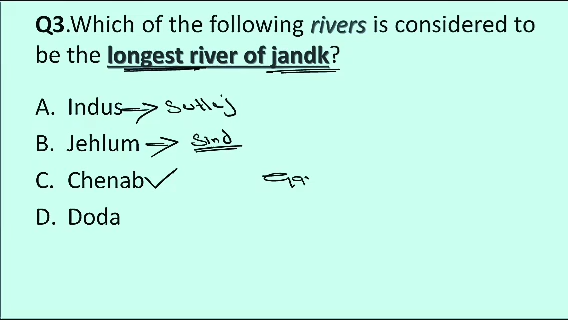 Q3.Which of the following rivers is considered to
be the longest river of jandk?
A. Indus → Sutlej
B. Jehlum → Sind
C. Chenab ✓
D. Doda